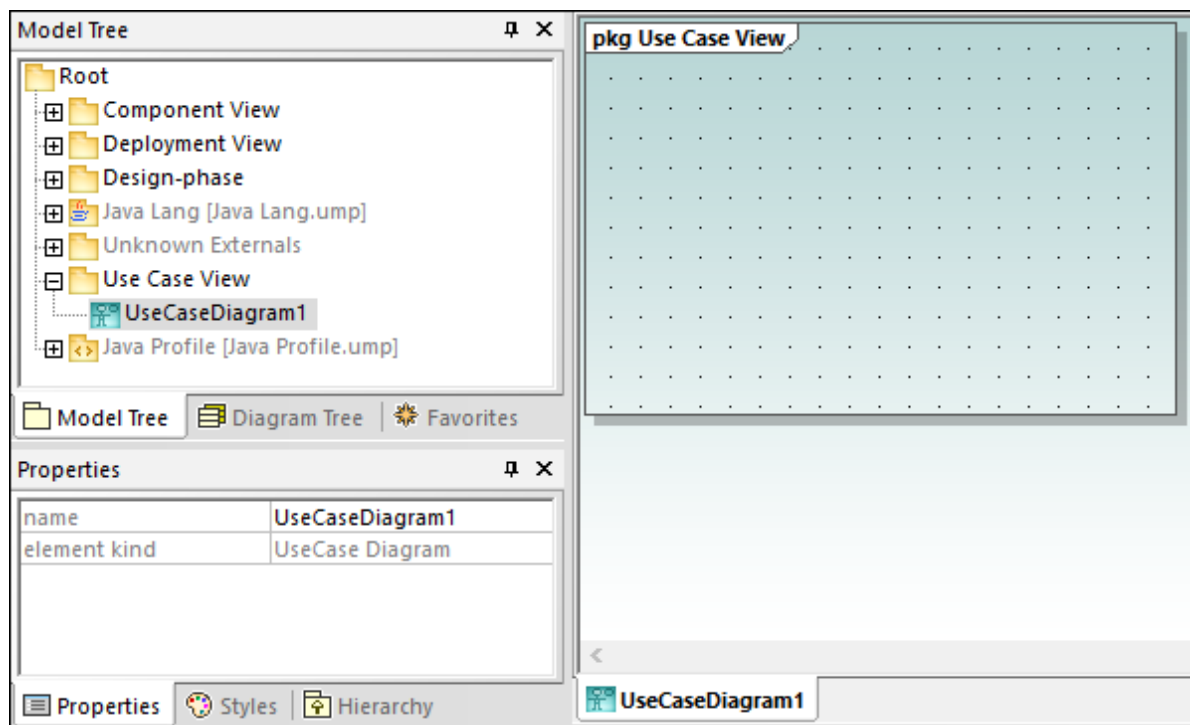 Model Tree
Root
Component View
Deployment View
Design-phase
Java Lang [Java Lang.ump]
Unknown Externals
Use Case View
UseCaseDiagram1
Java Profile [Java Profile.ump]
Model Tree Diagram Tree Favorites
Properties
name UseCaseDiagram1
element kind UseCase Diagram
Properties Styles Hierarchy
pkg Use Case View
UseCaseDiagram1